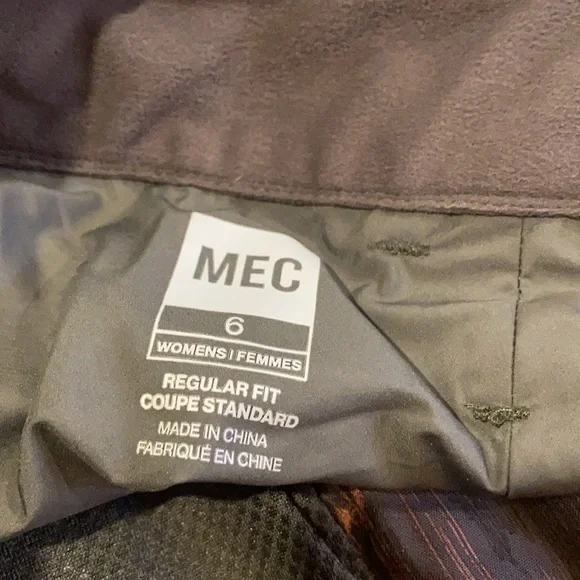 MEC
6
WOMENS | FEMMES
REGULAR FIT
COUPE STANDARD
MADE IN CHINA
FABRIQUÉ EN CHINE